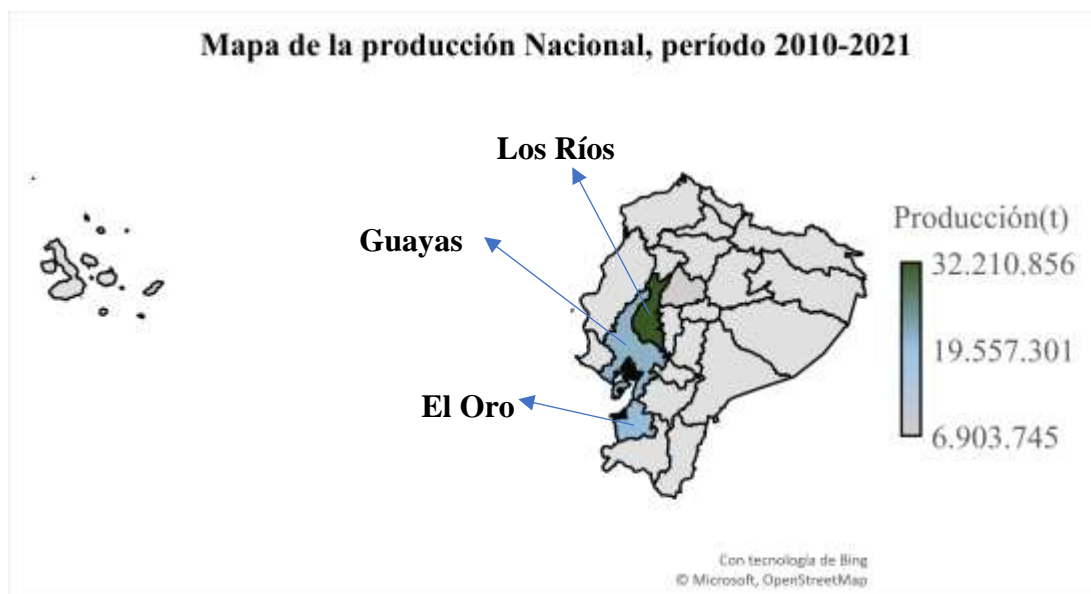 Mapa de la producción Nacional, período 2010-2021
Los Ríos
Guayas
El Oro
Producción(t)
32.210.856
19.557.301
6.903.745
Con tecnología de Bing
© Microsoft, OpenStreetMap